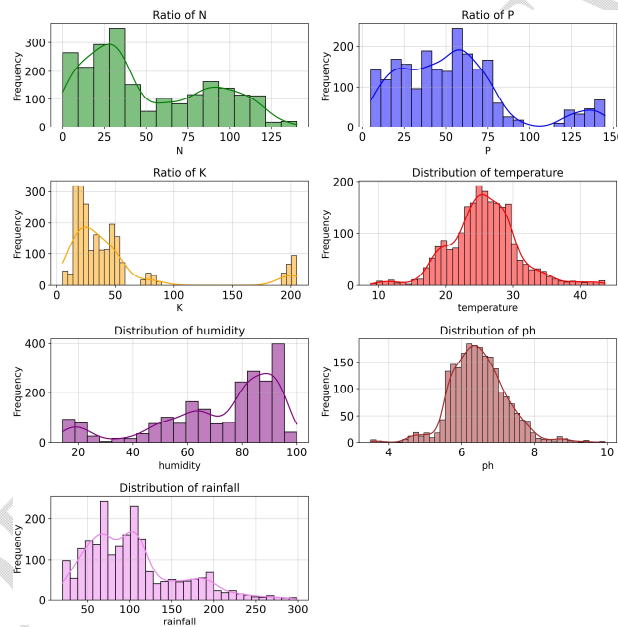 Ratio of N
Frequency
300
200
100
0
0 25 50 75 100 125
N
Ratio of P
Frequency
200
100
0
0 25 50 75 100 125
P
Ratio of K
Frequency
300
200
100
0
0 50 100 150 200
K
Distribution of temperature
Frequency
200
100
0
10 20 30 40
temperature
Distribution of humidity
Frequency
400
200
0
20 40 60 80 100
humidity
Distribution of ph
Frequency
150
100
50
0
4 6 8 10
ph
Distribution of rainfall
Frequency
200
100
0
50 100 150 200 250 300
rainfall